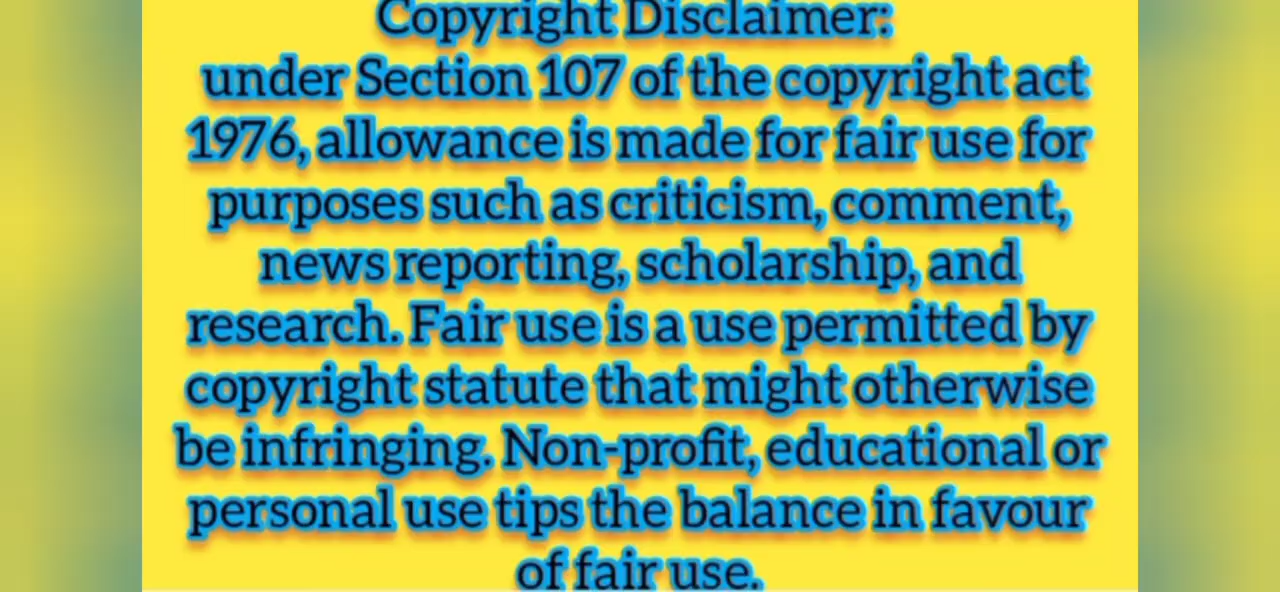 Copyright Disclaimer:
under Section 107 of the copyright act
1976, allowance is made for fair use for
purposes such as criticism, comment,
news reporting, scholarship, and
research. Fair use is a use permitted by
copyright statute that might otherwise
be infringing. Non-profit, educational or
personal use tips the balance in favour
of fair use.